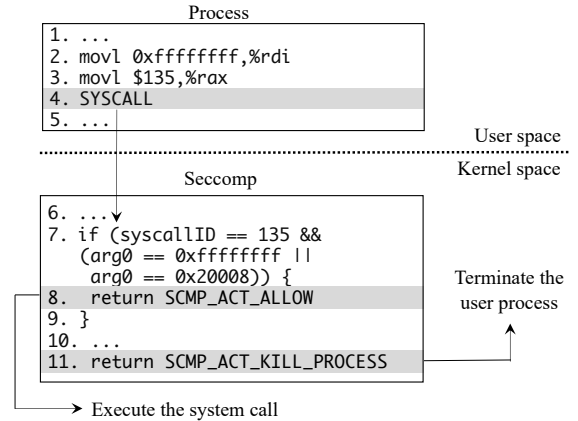 Process
1. ...
2. movl 0xffffffff,%rdi
3. movl $135,%rax
4. SYSCALL
5. ...
User space
Kernel space
Seccomp
6. ...
7. if (syscallID == 135 &&
(arg0 == 0xffffffff ||
arg0 == 0x20008)) {
8. return SCMP_ACT_ALLOW
9. }
10. ...
11. return SCMP_ACT_KILL_PROCESS
Terminate the
user process
Execute the system call